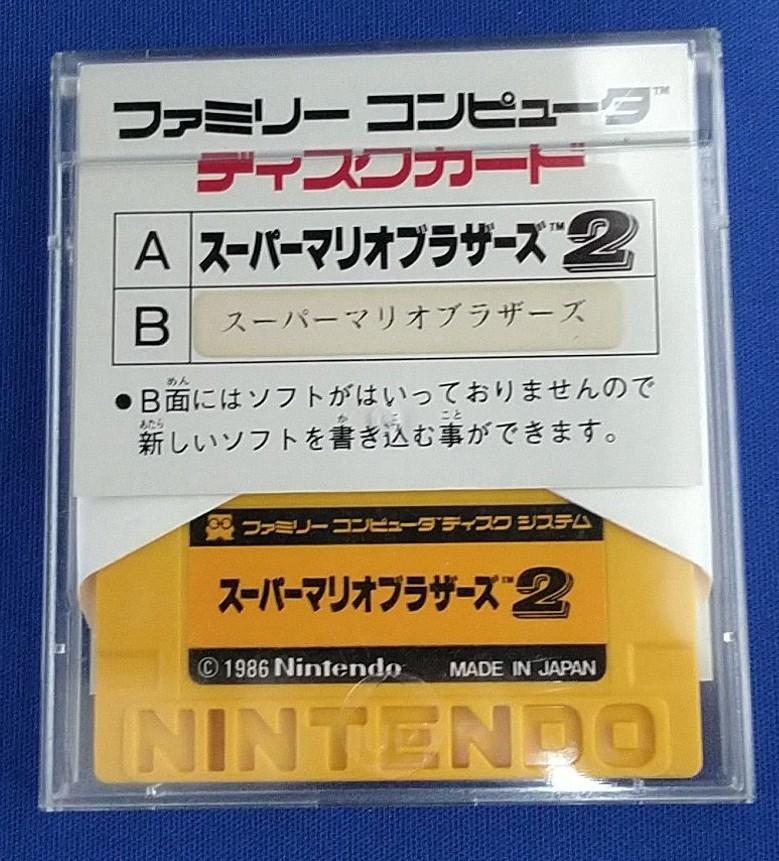 ファミリー コンピュータ™
ディスクカード
A スーパーマリオブラザーズ™2
B スーパーマリオブラザーズ
●B面にはソフトがはいっておりませんので
新しいソフトを書き込む事ができます。
ファミリー コンピュータ ディスク システム
スーパーマリオブラザーズ™2
©1986 Nintendo MADE IN JAPAN
NINTENDO